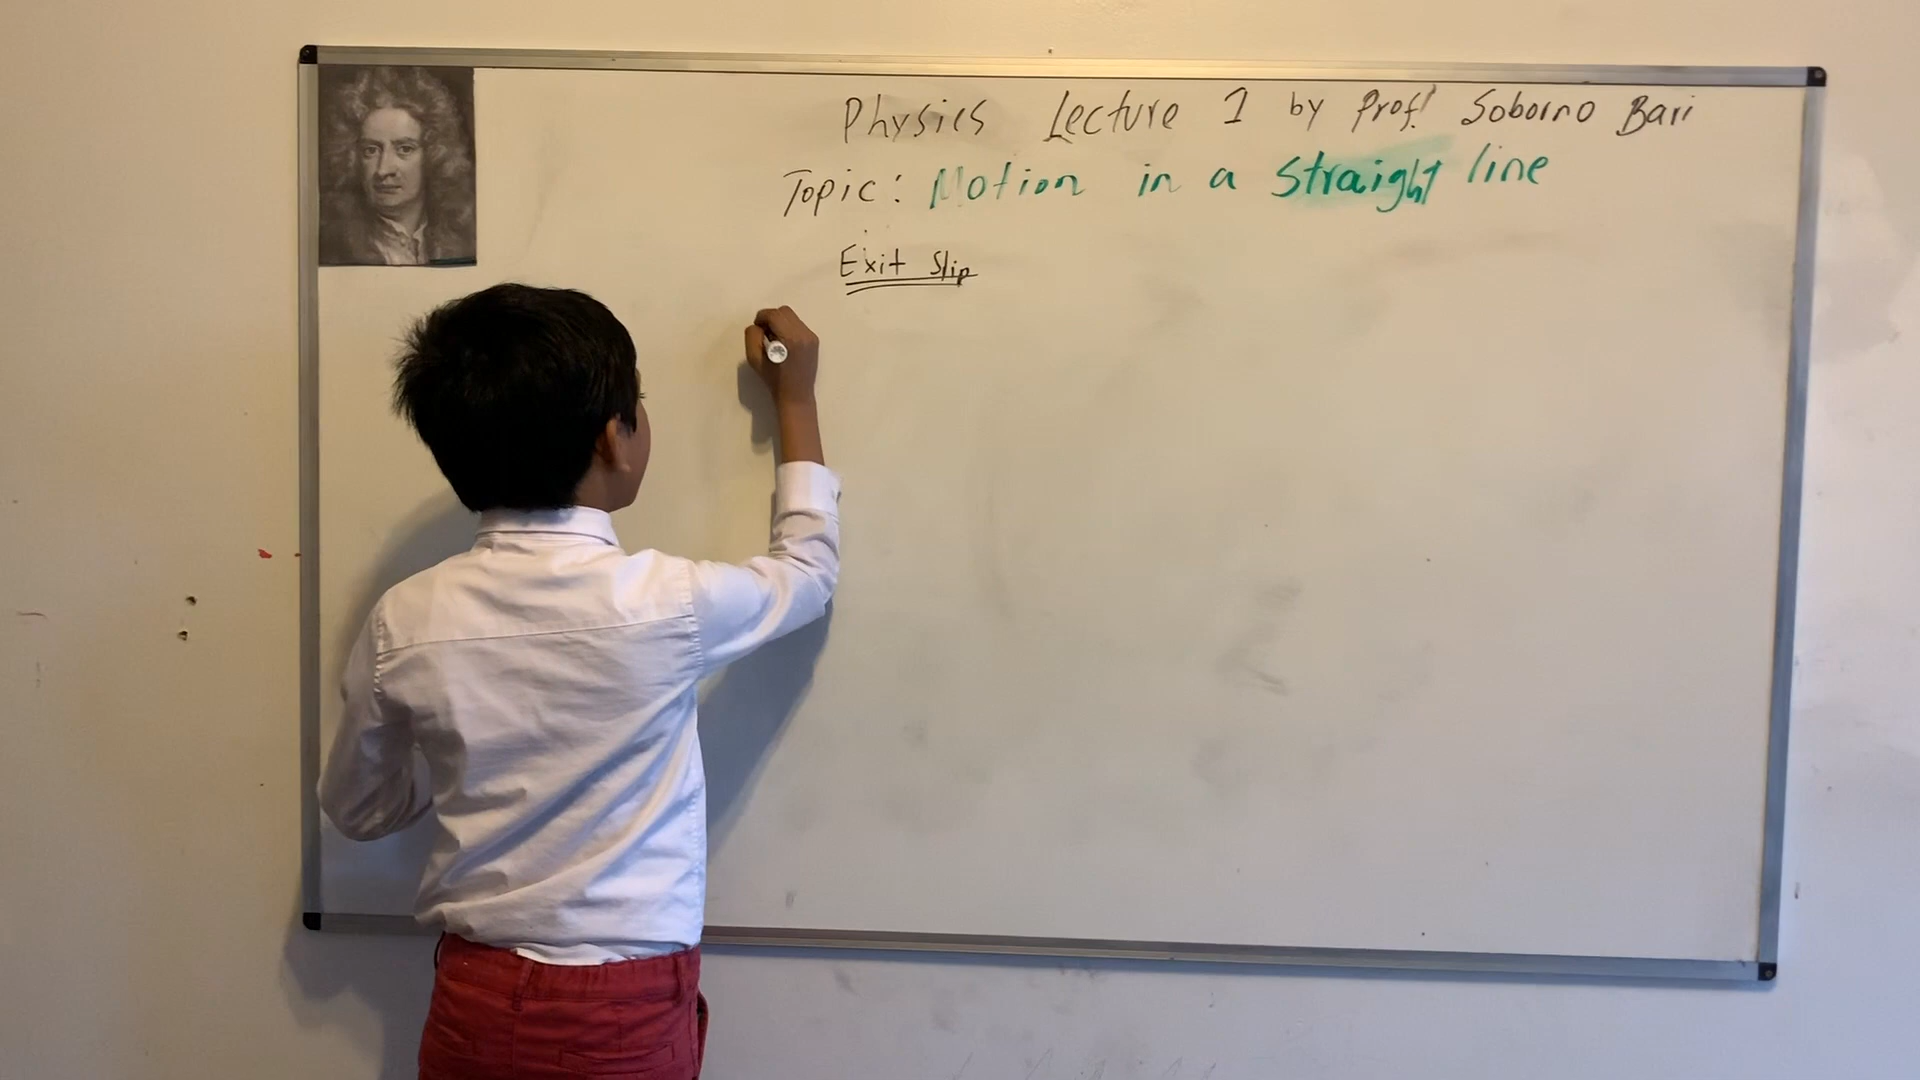 Physics Lecture 1 by Prof. Soborno Bari
Topic: Motion in a straight line
Exit Slip